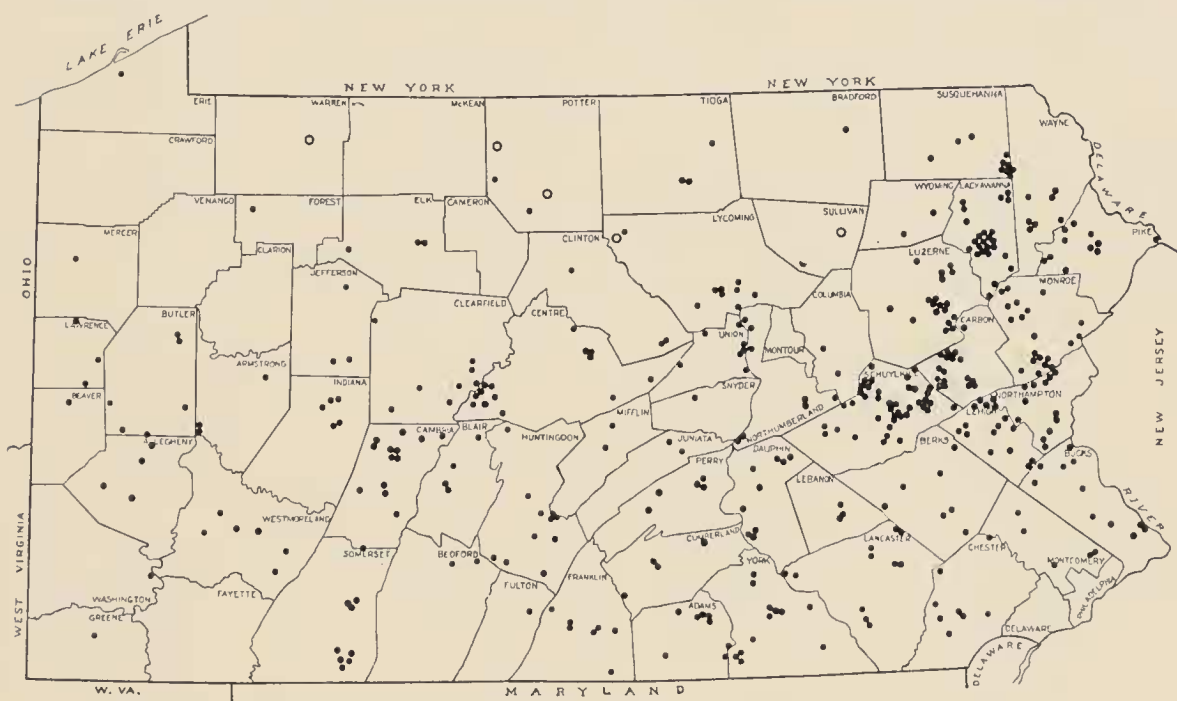 LAKE ERIE
NEW YORK
NEW YORK
ERIE
WARREN
McKEAN
POTTER
TIOGA
BRADFORD
SUSQUEHANNA
WAYNE
CRAWFORD
DELAWARE
WYOMING
LACKAWANNA
VENANGO
FOREST
ELK
CAMERON
LYCOMING
SULLIVAN
PIKE
MERCER
CLARION
CLINTON
LUZERNE
OHIO
JEFFERSON
MONROE
CLEARFIELD
COLUMBIA
BUTLER
CENTRE
LAWRENCE
CARBON
UNION
MONTOUR
ARMSTRONG
SCHUYLKILL
NEW JERSEY
BEAVER
INDIANA
SNYDER
NORTHAMPTON
MIFFLIN
LEHIGH
CAMBRIA
BLAIR
HUNTINGDON
JUNIATA
NORTHUMBERLAND
ALLEGHENY
BERKS
DAUPHIN
BUCKS
PERRY
LEBANON
RIVER
WESTMORELAND
CUMBERLAND
LANCASTER
SOMERSET
BEDFORD
CHESTER
YORK
MONTGOMERY
WEST VIRGINIA
FULTON
FRANKLIN
PHILADELPHIA
WASHINGTON
FAYETTE
ADAMS
GREENE
DELAWARE
DELAWARE
W. VA.
MARYLAND